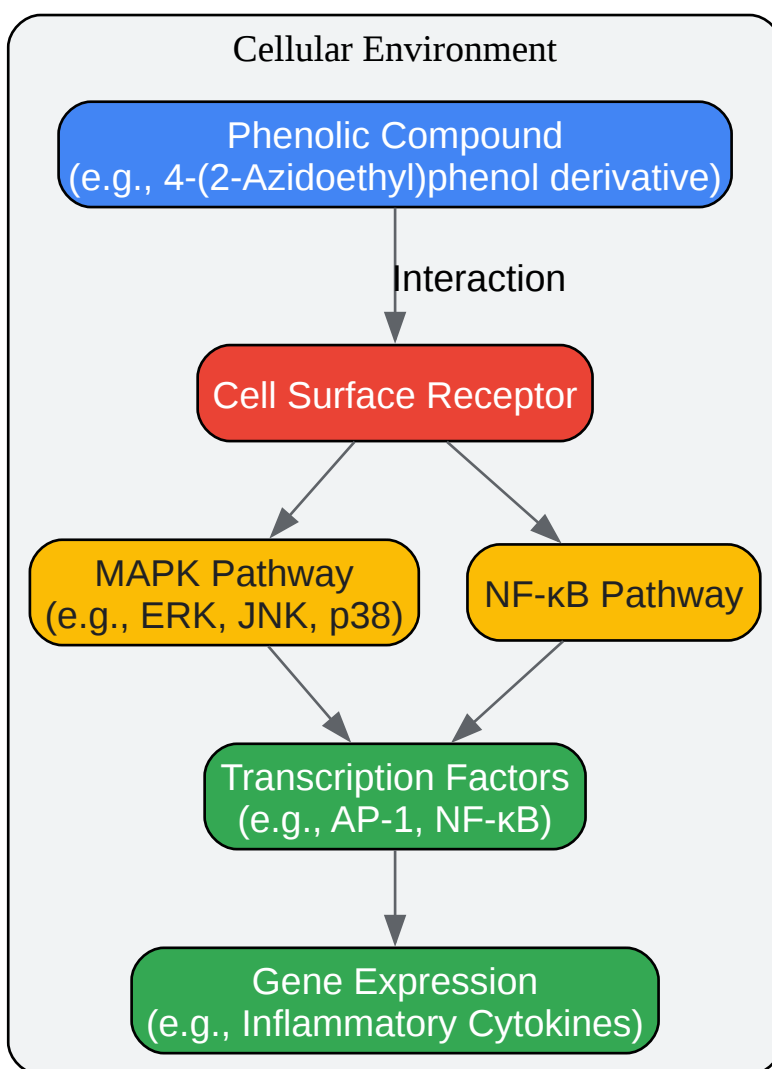 Cellular Environment
Phenolic Compound
(e.g., 4-(2-Azidoethyl)phenol derivative)
Interaction
Cell Surface Receptor
MAPK Pathway
(e.g., ERK, JNK, p38)
NF-κB Pathway
Transcription Factors
(e.g., AP-1, NF-κB)
Gene Expression
(e.g., Inflammatory Cytokines)